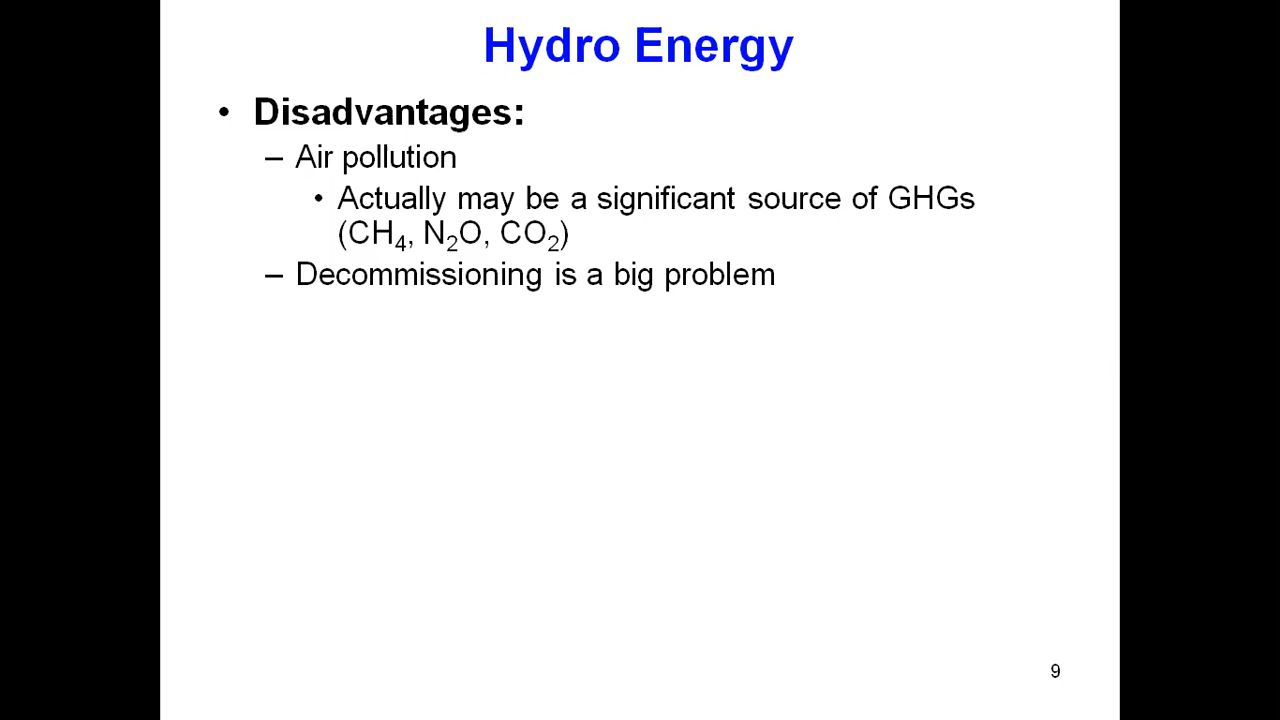 Hydro Energy
• Disadvantages:
– Air pollution
• Actually may be a significant source of GHGs
(CH₄, N₂O, CO₂)
– Decommissioning is a big problem
9